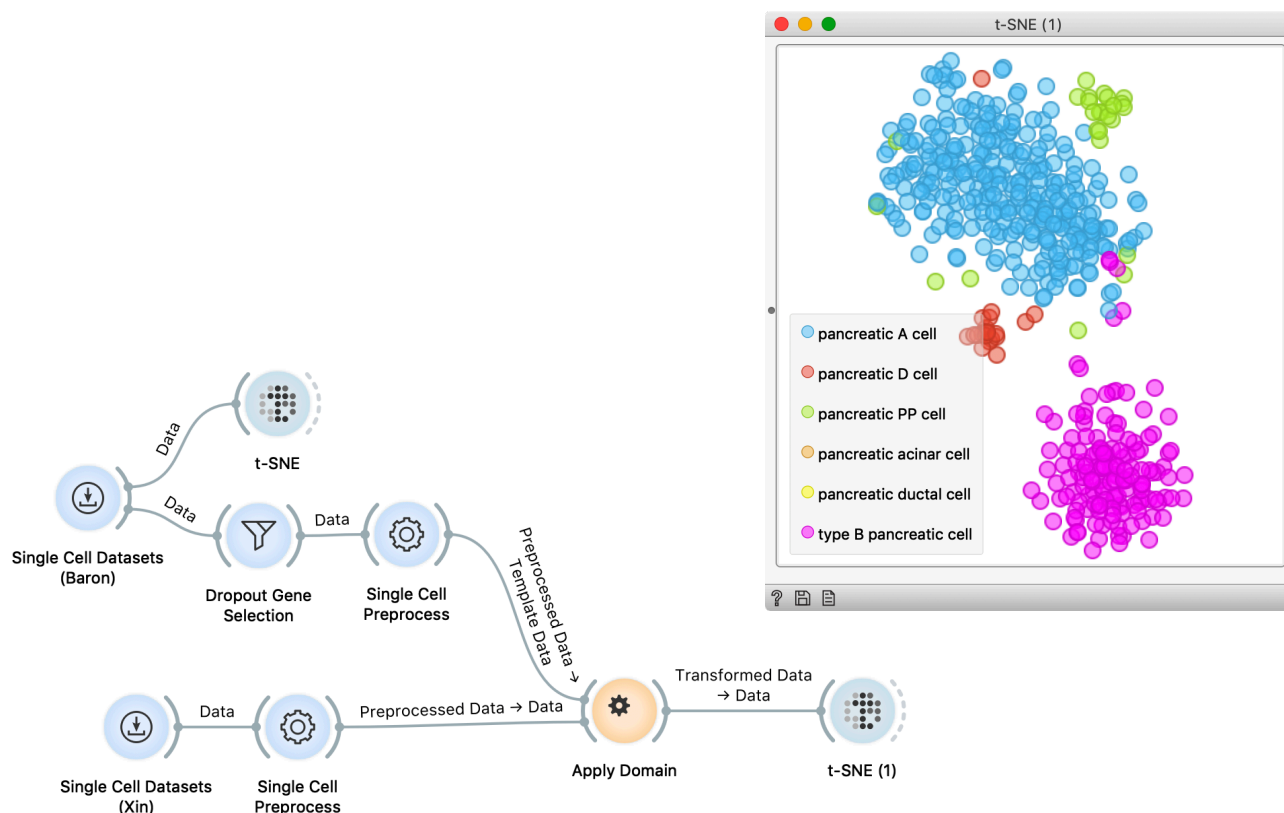 t-SNE (1)
pancreatic A cell
pancreatic D cell
pancreatic PP cell
pancreatic acinar cell
pancreatic ductal cell
type B pancreatic cell
?
Data
t-SNE
Data
Data
Single Cell Datasets
(Baron)
Dropout Gene
Selection
Single Cell
Preprocess
Preprocessed Data →
Template Data
Transformed Data
→ Data
Data
Preprocessed Data → Data
Single Cell Datasets
(Xin)
Single Cell
Preprocess
Apply Domain
t-SNE (1)